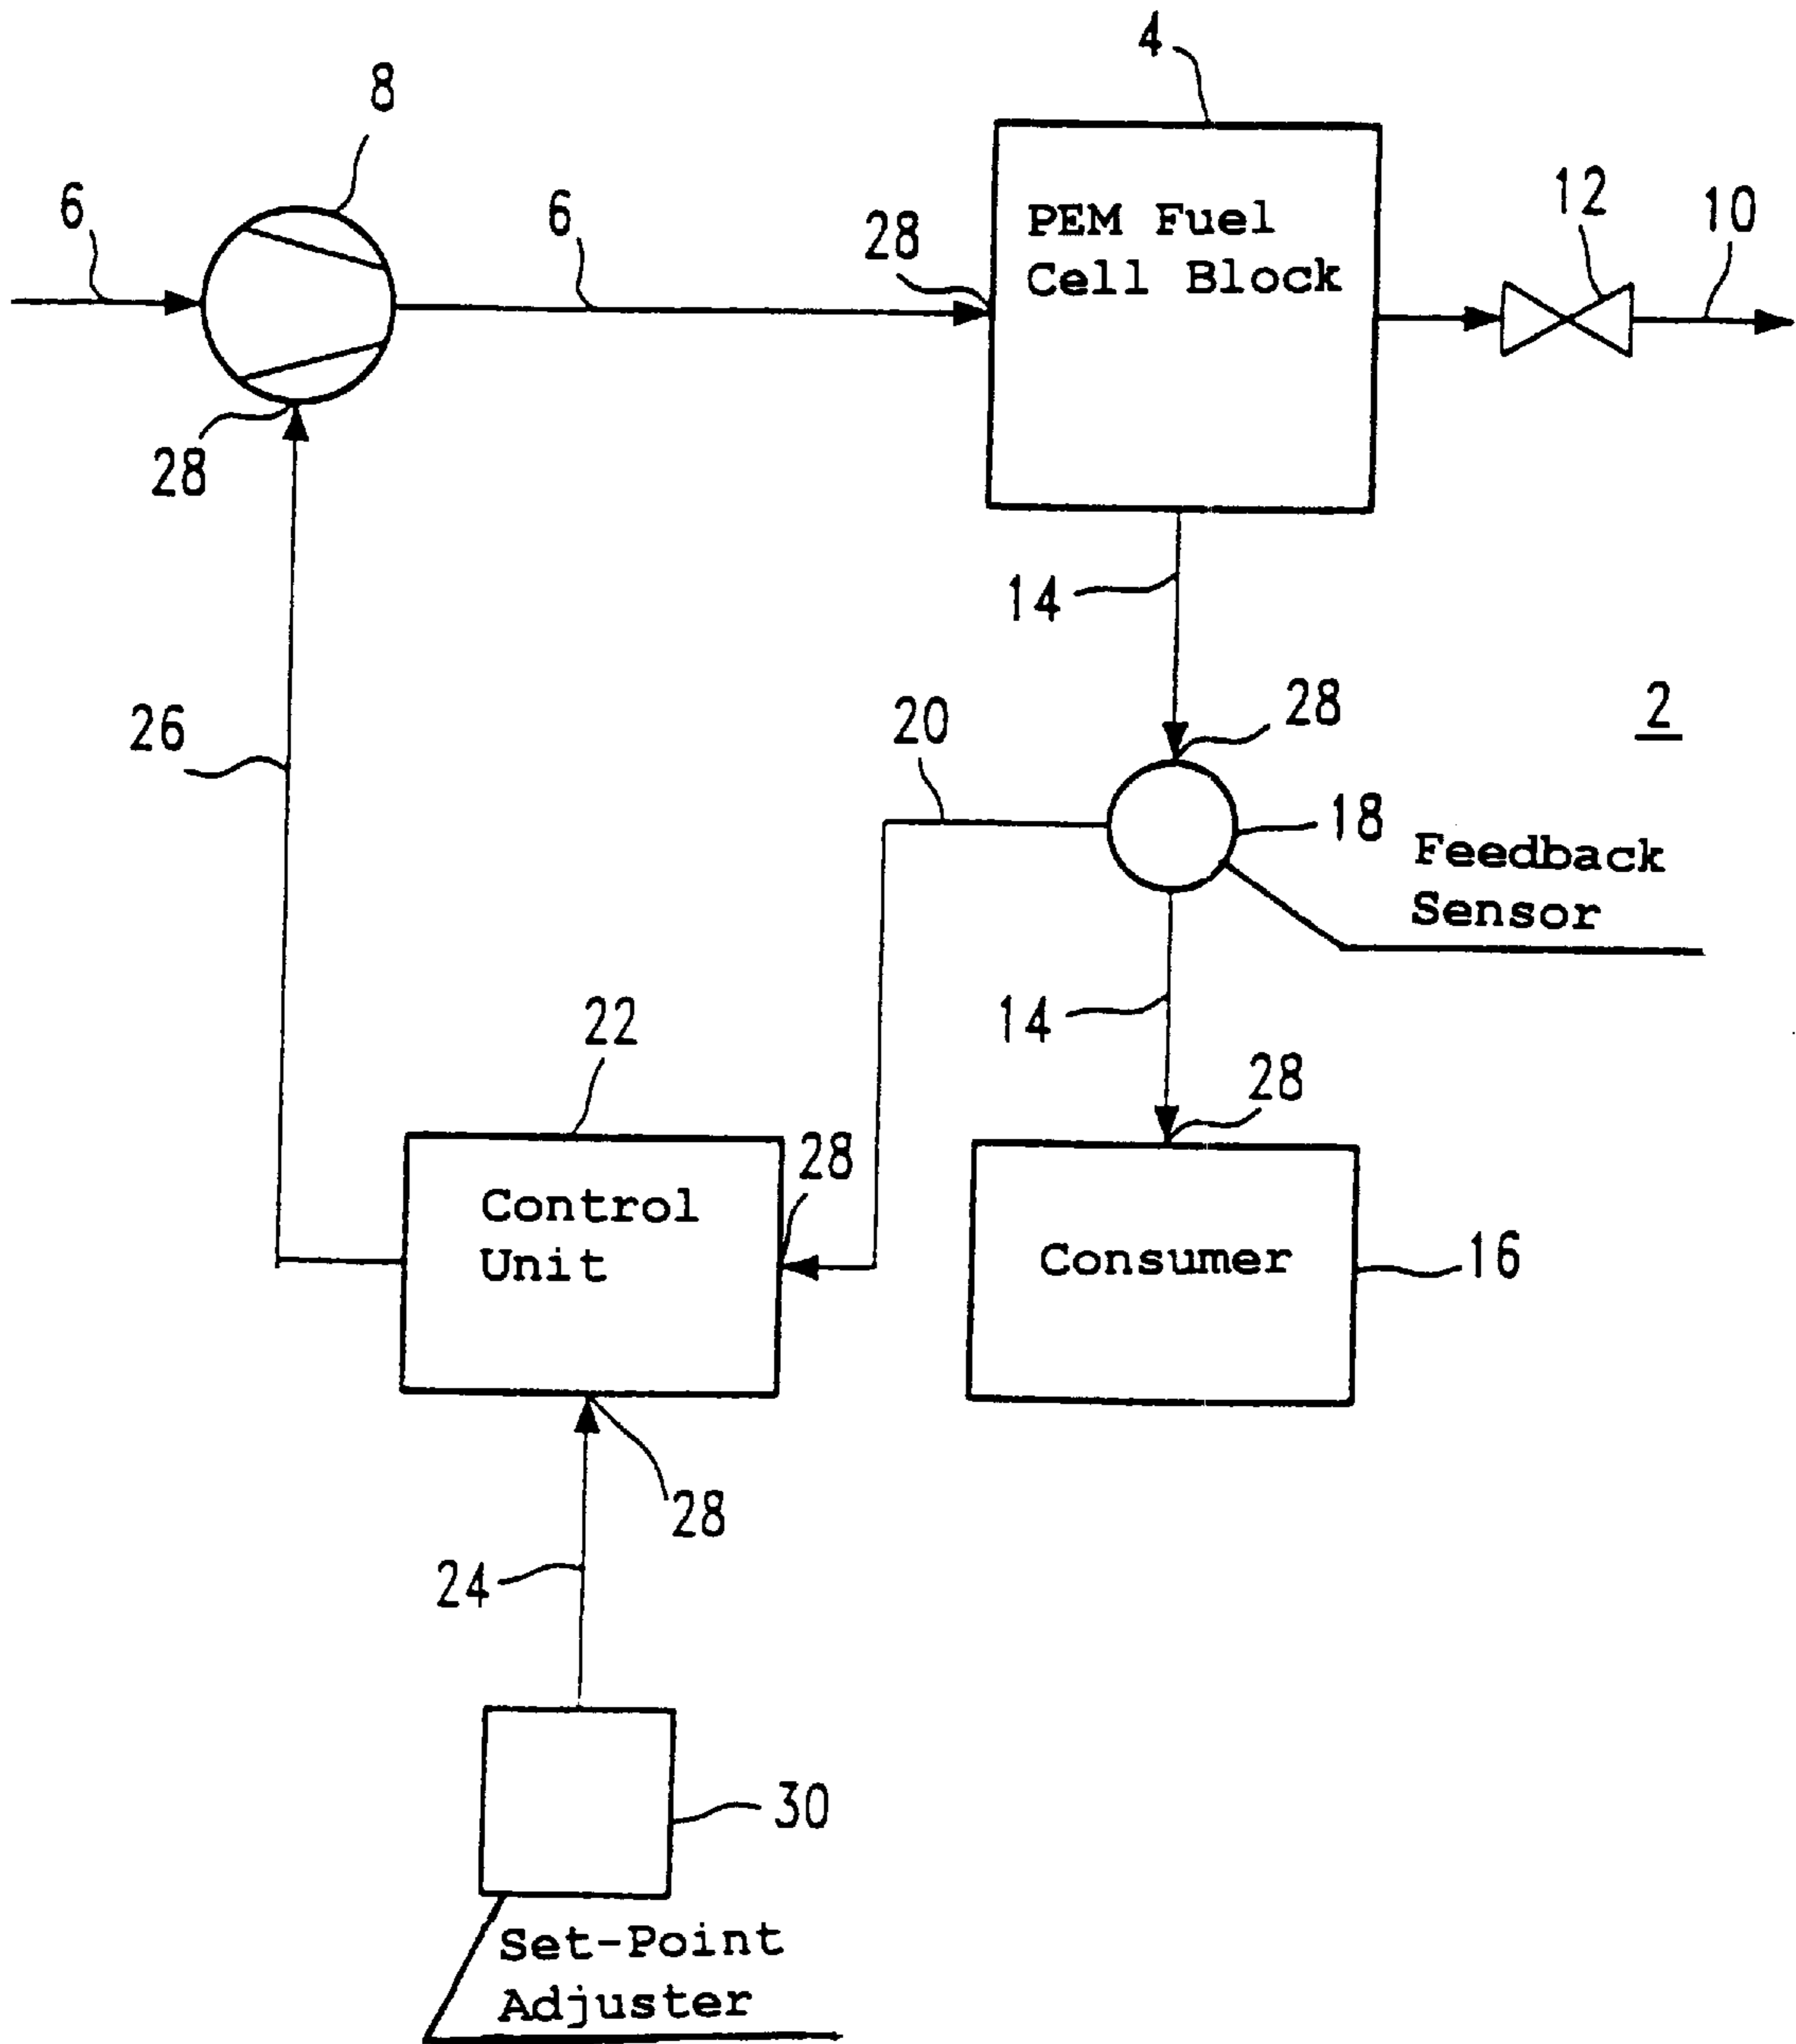 4
8
6
6
28
PEM Fuel
Cell Block
12
10
28
14
28
2
20
26
18
Feedback
Sensor
14
22
28
28
Control
Unit
Consumer
16
28
24
30
Set-Point
Adjuster